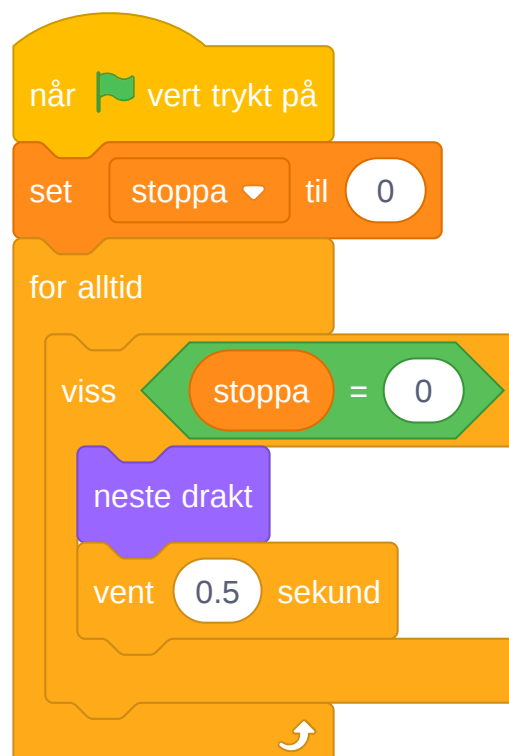 når vert trykt på
set stoppa til 0
for alltid
viss stoppa = 0
neste drakt
vent 0.5 sekund